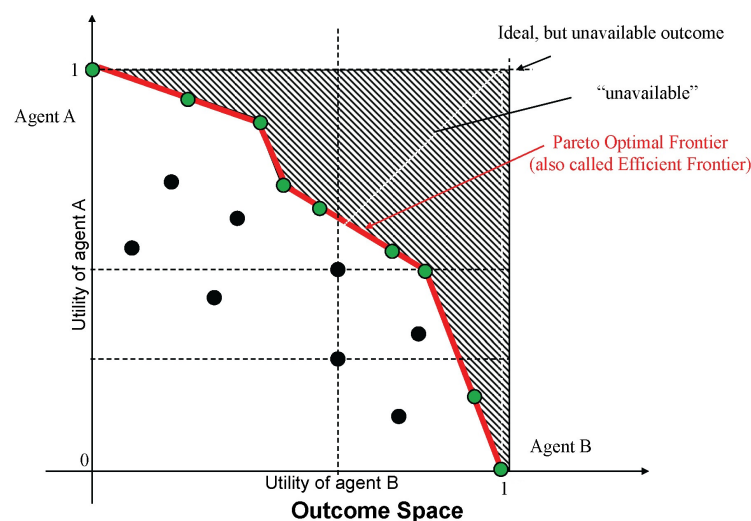 Ideal, but unavailable outcome
1
"unavailable"
Agent A
Pareto Optimal Frontier
(also called Efficient Frontier)
Utility of agent A
Agent B
0
Utility of agent B
1
Outcome Space